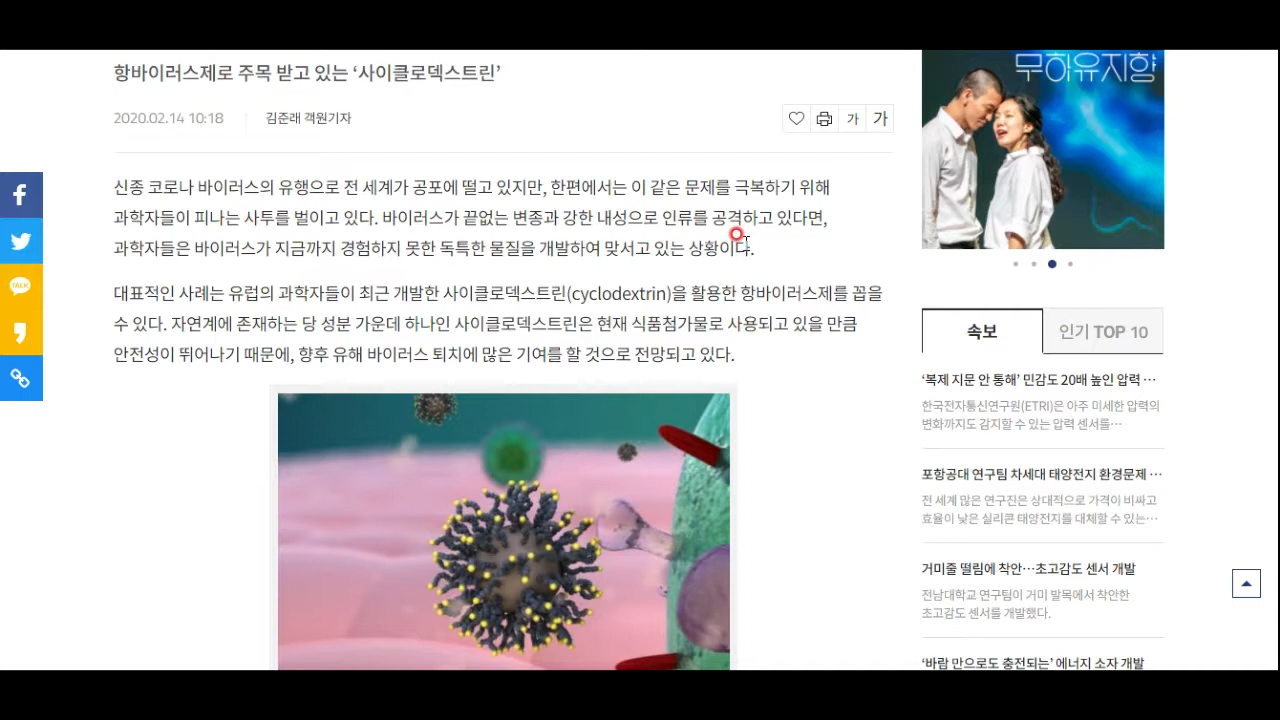 항바이러스제로 주목 받고 있는 ‘사이클로덱스트린’
2020.02.14 10:18
김준래 객원기자
가
가
신종 코로나 바이러스의 유행으로 전 세계가 공포에 떨고 있지만, 한편에서는 이 같은 문제를 극복하기 위해
과학자들이 피나는 사투를 벌이고 있다. 바이러스가 끝없는 변종과 강한 내성으로 인류를 공격하고 있다면,
과학자들은 바이러스가 지금까지 경험하지 못한 독특한 물질을 개발하여 맞서고 있는 상황이다.
대표적인 사례는 유럽의 과학자들이 최근 개발한 사이클로덱스트린(cyclodextrin)을 활용한 항바이러스제를 꼽을
수 있다. 자연계에 존재하는 당 성분 가운데 하나인 사이클로덱스트린은 현재 식품첨가물로 사용되고 있을 만큼
안전성이 뛰어나기 때문에, 향후 유해 바이러스 퇴치에 많은 기여를 할 것으로 전망되고 있다.
TALK
무하유지향
속보
인기 TOP 10
‘복제 지문 안 통해’ 민감도 20배 높인 압력 …
한국전자통신연구원(ETRI)은 아주 미세한 압력의
변화까지도 감지할 수 있는 압력 센서를…
포항공대 연구팀 차세대 태양전지 환경문제 …
전 세계 많은 연구진은 상대적으로 가격이 비싸고
효율이 낮은 실리콘 태양전지를 대체할 수 있는…
거미줄 떨림에 착안…초고감도 센서 개발
전남대학교 연구팀이 거미 발목에서 착안한
초고감도 센서를 개발했다.
‘바람 만으로도 충전되는’ 에너지 소자 개발